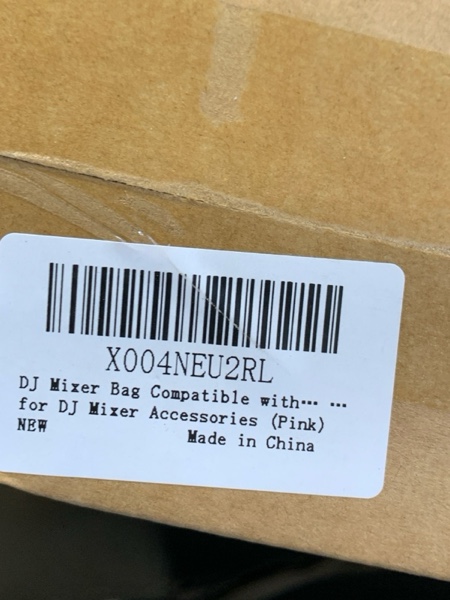 X004NEU2RL
DJ Mixer Bag Compatible with… …
for DJ Mixer Accessories (Pink)
NEW
Made in China